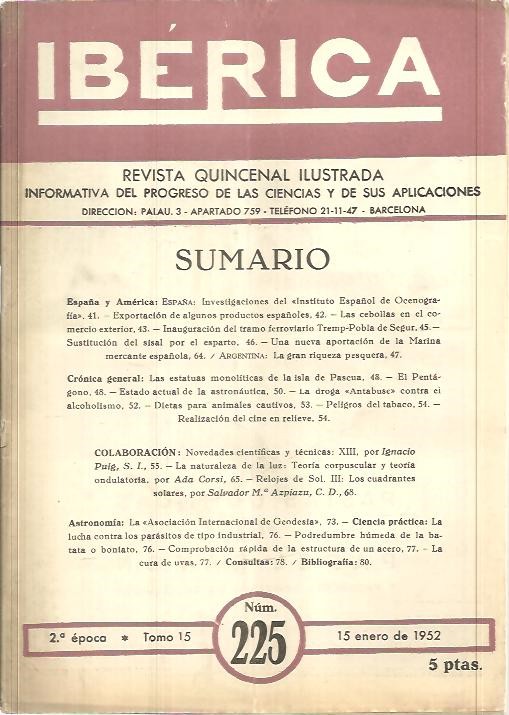 IBÉRICA
REVISTA QUINCENAL ILUSTRADA
INFORMATIVA DEL PROGRESO DE LAS CIENCIAS Y DE SUS APLICACIONES
DIRECCION: PALAU. 3 - APARTADO 759 - TELÉFONO 21-11-47 - BARCELONA
SUMARIO
España y América: ESPAÑA: Investigaciones del «Instituto Español de Oceanogra-
fía». 41. — Exportación de algunos productos españoles, 42. — Las cebollas en el co-
mercio exterior, 43. — Inauguración del tramo ferroviario Tremp-Pobla de Segur, 45.—
Sustitución del sisal por el esparto, 46. — Una nueva aportación de la Marina
mercante española, 64. / ARGENTINA: La gran riqueza pesquera, 47.
Crónica general: Las estatuas monolíticas de la isla de Pascua, 48. — El Pentá-
gono, 48. — Estado actual de la astronáutica, 50. — La droga «Antabuse» contra el
alcoholismo, 52. — Dietas para animales cautivos, 53. — Peligros del tabaco, 54. —
Realización del cine en relieve, 54.
COLABORACIÓN: Novedades científicas y técnicas: XIII, por Ignacio
Puig, S. I., 55. — La naturaleza de la luz: Teoría corpuscular y teoría
ondulatoria, por Ada Corsi, 65. — Relojes de Sol. III: Los cuadrantes
solares, por Salvador M.ª Azpiazu, C. D., 68.
Astronomía: La «Asociación Internacional de Geodesia», 73. — Ciencia práctica: La
lucha contra los parásitos de tipo industrial, 76. — Podredumbre húmeda de la ba-
tata o boniato, 76. — Comprobación rápida de la estructura de un acero, 77. — La
cura de uvas, 77. / Consultas: 78. / Bibliografía: 80.
2.ª época * Tomo 15
Núm.
225
15 enero de 1952
5 ptas.